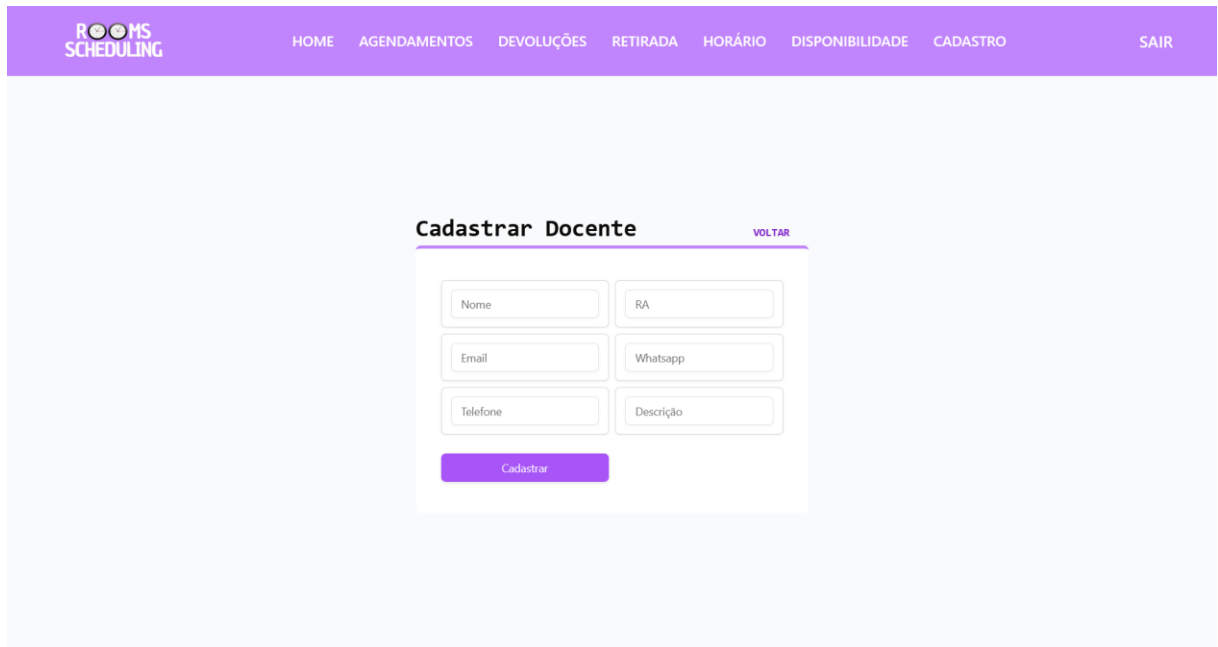 ROOMS
SCHEDULING
HOME AGENDAMENTOS DEVOLUÇÕES RETIRADA HORÁRIO DISPONIBILIDADE CADASTRO SAIR
Cadastrar Docente VOLTAR
Nome RA
Email Whatsapp
Telefone Descrição
Cadastrar